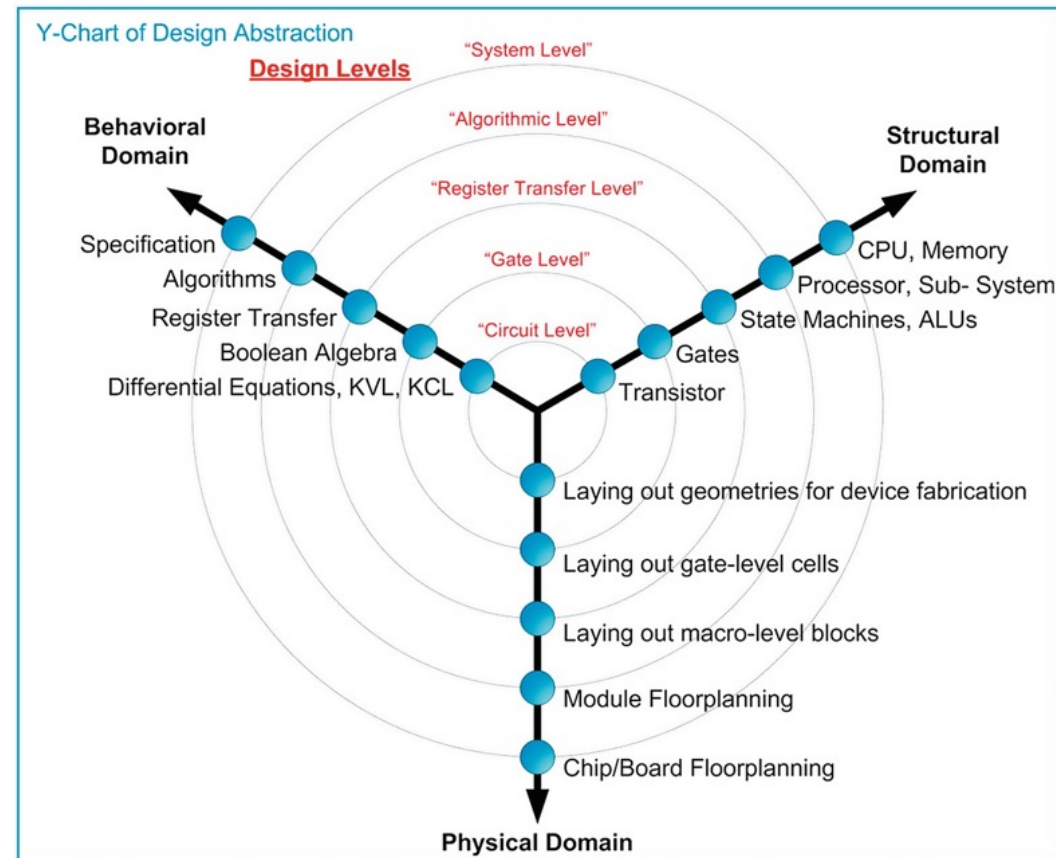 Y-Chart of Design Abstraction
Design Levels
“System Level”
“Algorithmic Level”
“Register Transfer Level”
“Gate Level”
“Circuit Level”
Behavioral
Domain
Specification
Algorithms
Register Transfer
Boolean Algebra
Differential Equations, KVL, KCL
Structural
Domain
CPU, Memory
Processor, Sub- System
State Machines, ALUs
Gates
Transistor
Laying out geometries for device fabrication
Laying out gate-level cells
Laying out macro-level blocks
Module Floorplanning
Chip/Board Floorplanning
Physical Domain